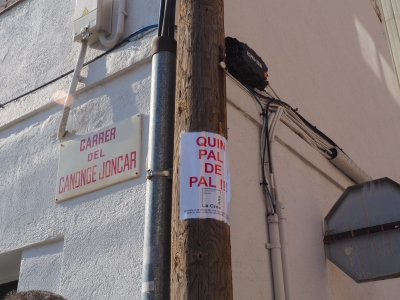 CARRER
DEL
CANONGE JONCAR
QUIN
PAL
DE
PAL !!!